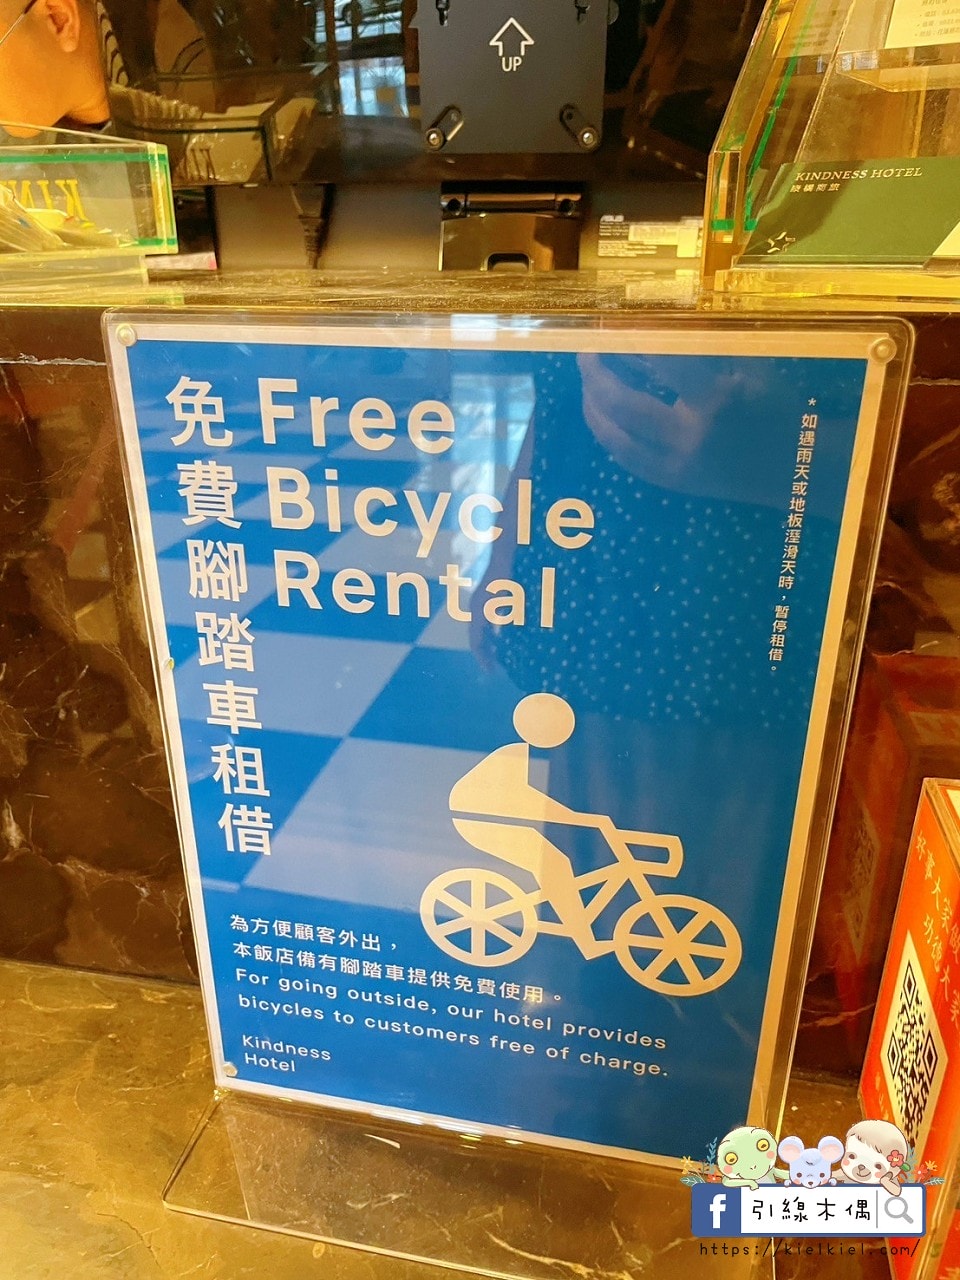 UP
KINDNESS HOTEL
免費腳踏車租借
Free
Bicycle
Rental
*如遇雨天或地板溼滑天時，暫停租借。
為方便顧客外出，
本飯店備有腳踏車提供免費使用。
For going outside, our hotel provides
bicycles to customers free of charge.
Kindness
Hotel
引線木偶
https://kielkiel.com/